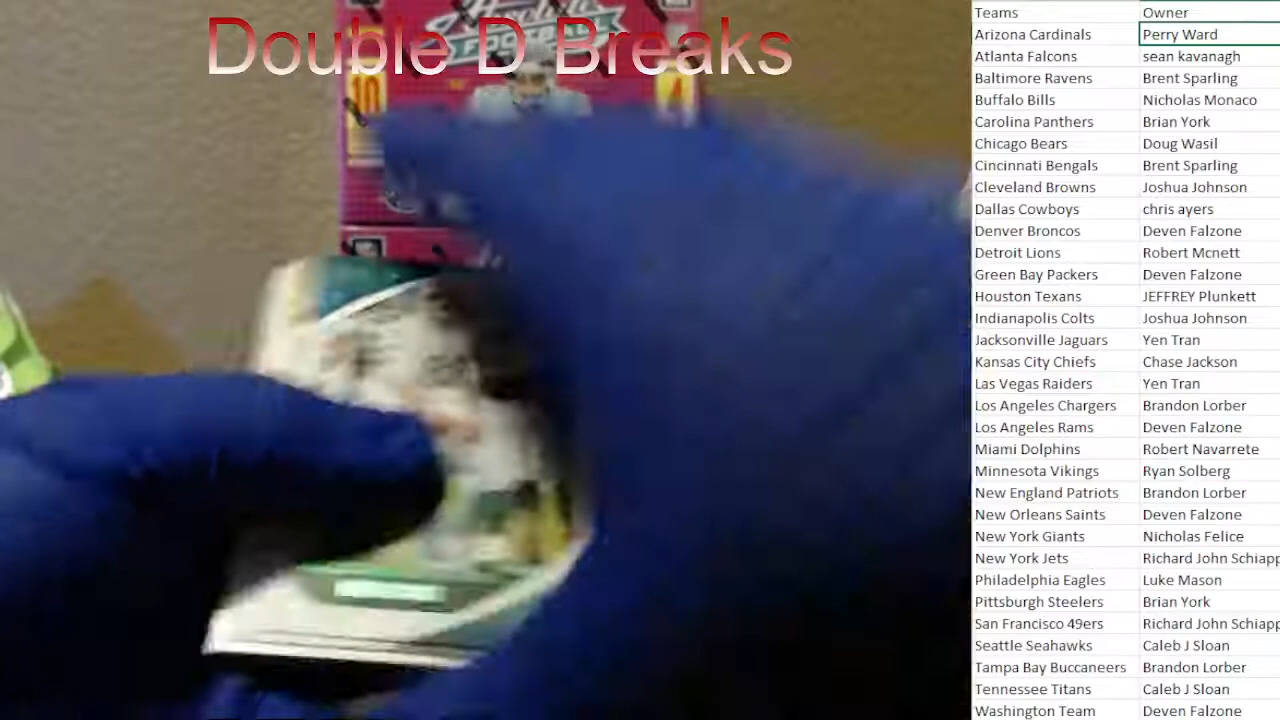 Double D Breaks
Absolute
FOOTBALL
10
4
Teams Owner
Arizona Cardinals Perry Ward
Atlanta Falcons sean kavanagh
Baltimore Ravens Brent Sparling
Buffalo Bills Nicholas Monaco
Carolina Panthers Brian York
Chicago Bears Doug Wasil
Cincinnati Bengals Brent Sparling
Cleveland Browns Joshua Johnson
Dallas Cowboys chris ayers
Denver Broncos Deven Falzone
Detroit Lions Robert Mcnett
Green Bay Packers Deven Falzone
Houston Texans JEFFREY Plunkett
Indianapolis Colts Joshua Johnson
Jacksonville Jaguars Yen Tran
Kansas City Chiefs Chase Jackson
Las Vegas Raiders Yen Tran
Los Angeles Chargers Brandon Lorber
Los Angeles Rams Deven Falzone
Miami Dolphins Robert Navarrete
Minnesota Vikings Ryan Solberg
New England Patriots Brandon Lorber
New Orleans Saints Deven Falzone
New York Giants Nicholas Felice
New York Jets Richard John Schiapp
Philadelphia Eagles Luke Mason
Pittsburgh Steelers Brian York
San Francisco 49ers Richard John Schiapp
Seattle Seahawks Caleb J Sloan
Tampa Bay Buccaneers Brandon Lorber
Tennessee Titans Caleb J Sloan
Washington Team Deven Falzone